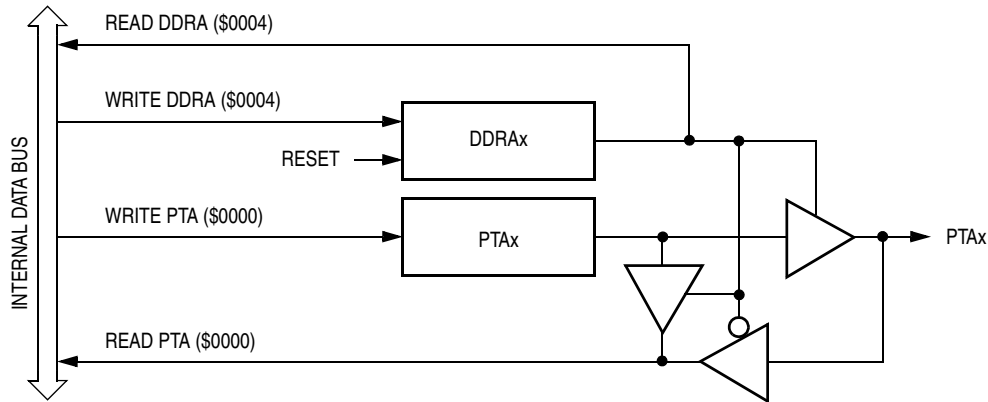 READ DDRA ($0004)
WRITE DDRA ($0004)
DDRAx
RESET
WRITE PTA ($0000)
PTAx
PTAx
READ PTA ($0000)
INTERNAL DATA BUS